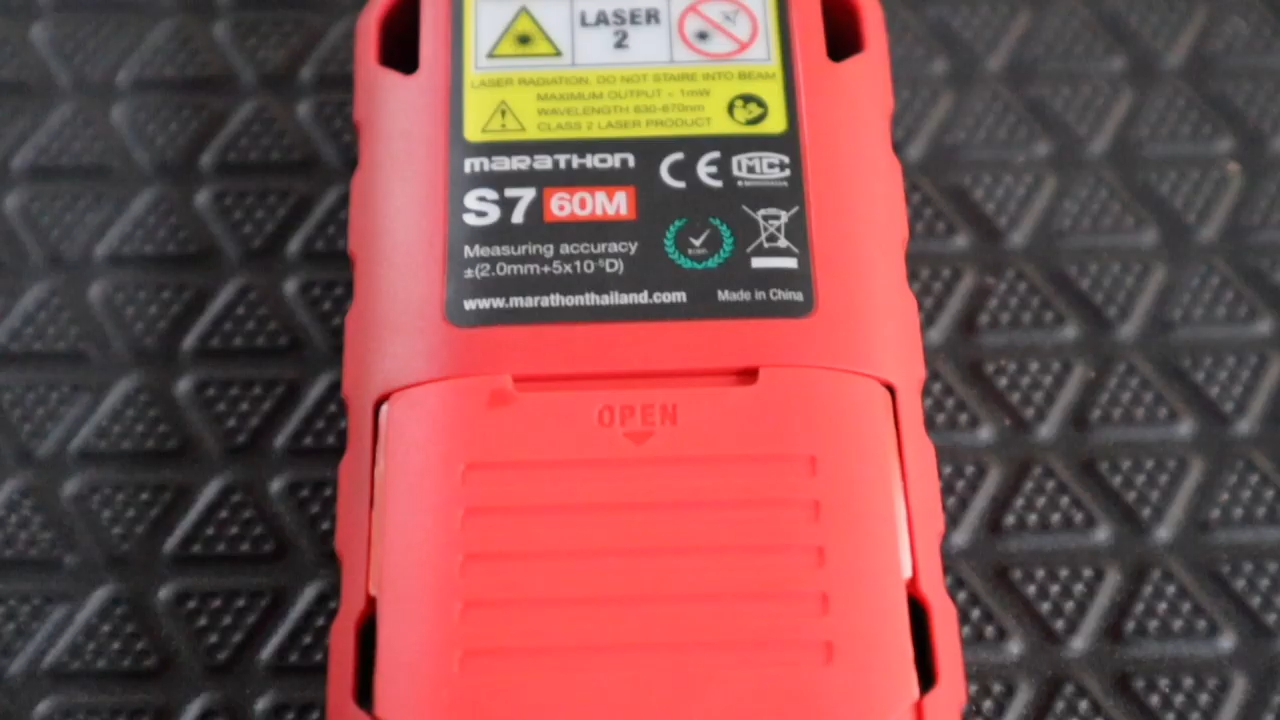 LASER
2
LASER RADIATION. DO NOT STAIRE INTO BEAM
MAXIMUM OUTPUT < 1mW
WAVELENGTH 630-670nm
CLASS 2 LASER PRODUCT
maRaTHON
CE MC
S7 60M
Measuring accuracy
±(2.0mm+5x10⁻⁵D)
www.marathonthailand.com Made in China
OPEN